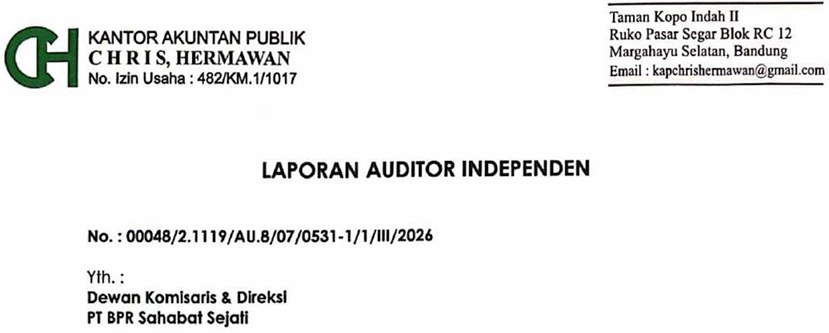 CH
KANTOR AKUNTAN PUBLIK
CHRIS, HERMAWAN
No. Izin Usaha : 482/KM.1/1017
Taman Kopo Indah II
Ruko Pasar Segar Blok RC 12
Margahayu Selatan, Bandung
Email : kapchrishermawan@gmail.com
LAPORAN AUDITOR INDEPENDEN
No. : 00048/2.1119/AU.8/07/0531-1/1/III/2026
Yth. :
Dewan Komisaris & Direksi
PT BPR Sahabat Sejati